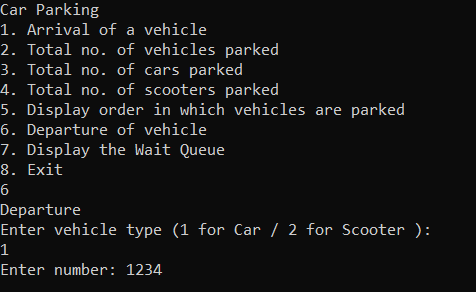 Car Parking
1. Arrival of a vehicle
2. Total no. of vehicles parked
3. Total no. of cars parked
4. Total no. of scooters parked
5. Display order in which vehicles are parked
6. Departure of vehicle
7. Display the Wait Queue
8. Exit
6
Departure
Enter vehicle type (1 for Car / 2 for Scooter ):
1
Enter number: 1234